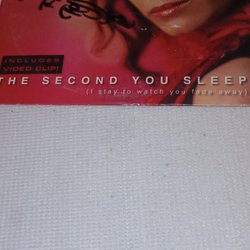 INCLUDES
VIDEO CLIP!
THE SECOND YOU SLEEP
(I stay to watch you fade away)